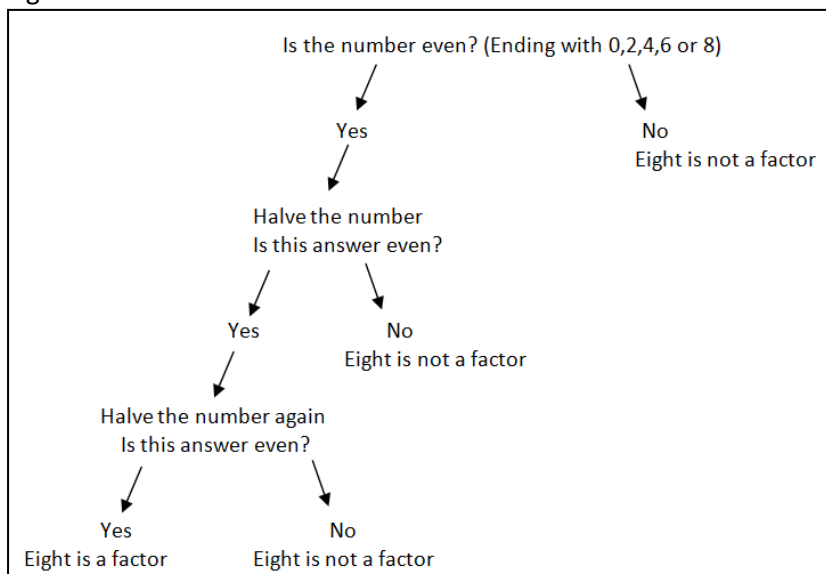 Is the number even? (Ending with 0,2,4,6 or 8)
Yes
No
Eight is not a factor
Halve the number
Is this answer even?
Yes
No
Eight is not a factor
Halve the number again
Is this answer even?
Yes
No
Eight is a factor
Eight is not a factor